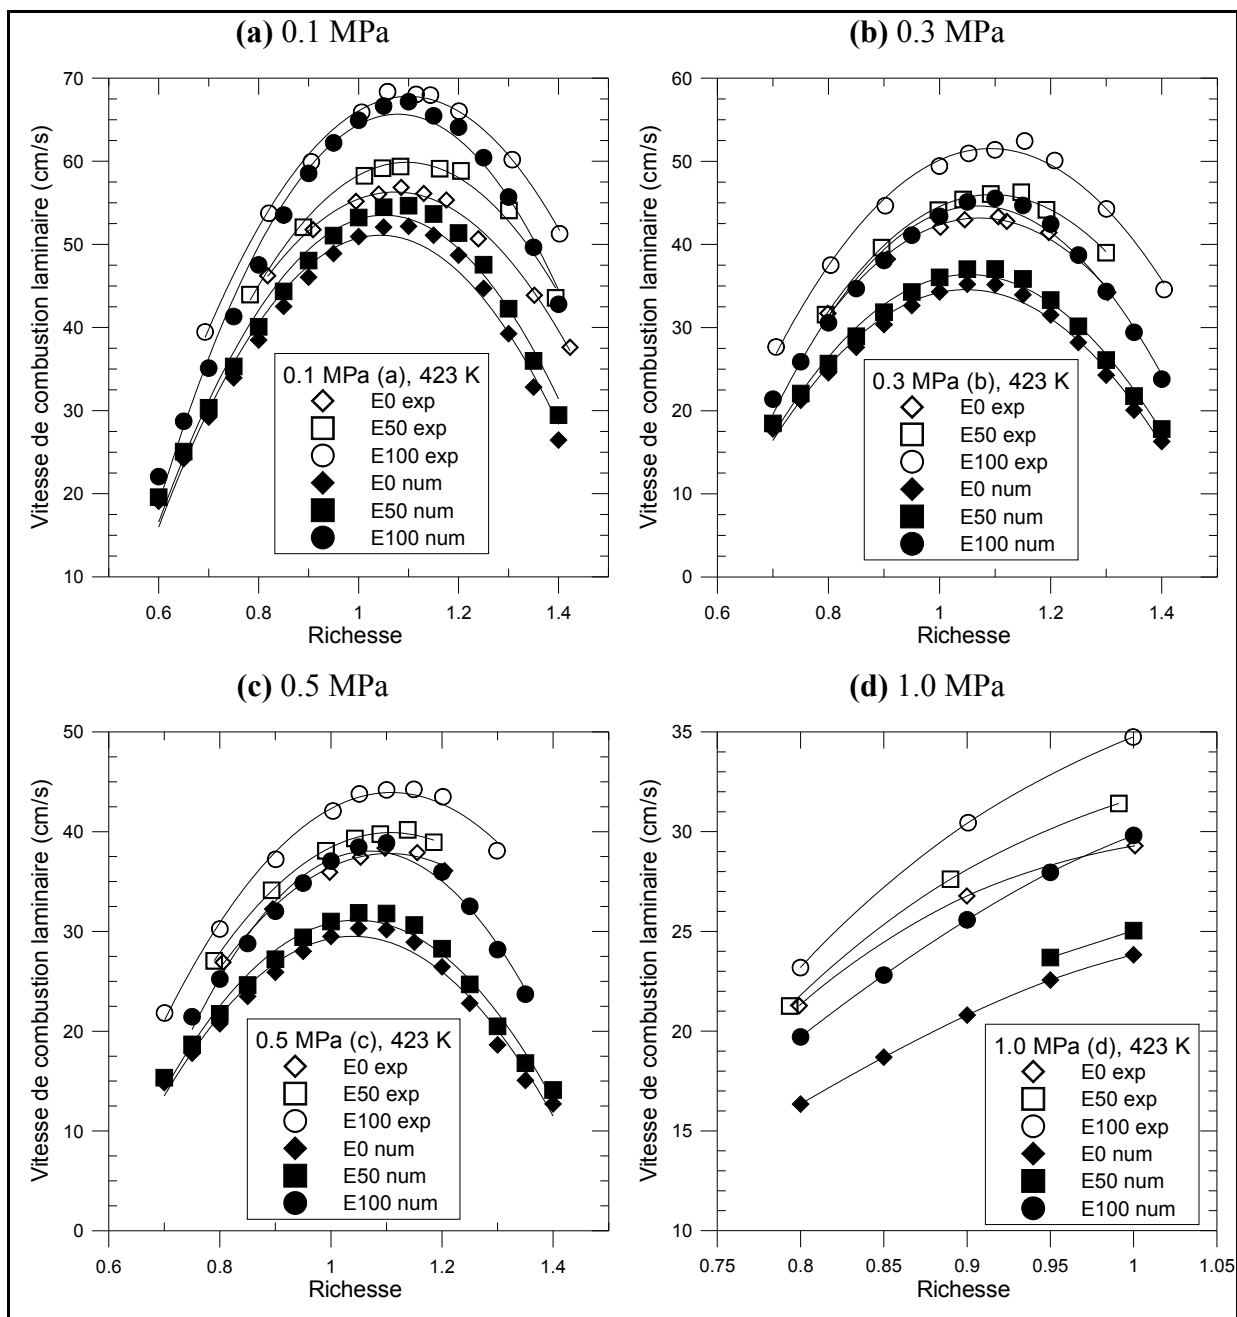 (a) 0.1 MPa
Vitesse de combustion laminaire (cm/s)
70
60
50
40
30
20
10
0.6 0.8 1 1.2 1.4
Richesse
0.1 MPa (a), 423 K
E0 exp
E50 exp
E100 exp
E0 num
E50 num
E100 num
(b) 0.3 MPa
Vitesse de combustion laminaire (cm/s)
60
50
40
30
20
10
0
0.6 0.8 1 1.2 1.4
Richesse
0.3 MPa (b), 423 K
E0 exp
E50 exp
E100 exp
E0 num
E50 num
E100 num
(c) 0.5 MPa
Vitesse de combustion laminaire (cm/s)
50
40
30
20
10
0
0.6 0.8 1 1.2 1.4
Richesse
0.5 MPa (c), 423 K
E0 exp
E50 exp
E100 exp
E0 num
E50 num
E100 num
(d) 1.0 MPa
Vitesse de combustion laminaire (cm/s)
35
30
25
20
15
10
0.75 0.8 0.85 0.9 0.95 1 1.05
Richesse
1.0 MPa (d), 423 K
E0 exp
E50 exp
E100 exp
E0 num
E50 num
E100 num